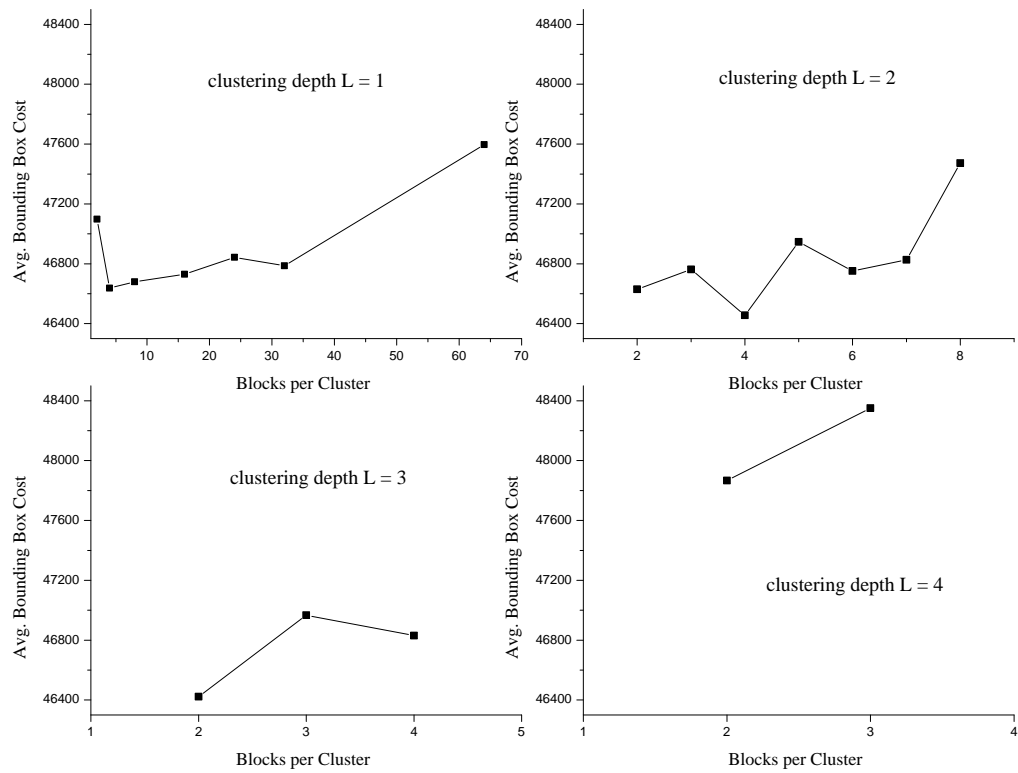 48400
48000
47600
47200
46800
46400
Avg. Bounding Box Cost
clustering depth L = 1
10 20 30 40 50 60 70
Blocks per Cluster
48400
48000
47600
47200
46800
46400
Avg. Bounding Box Cost
clustering depth L = 2
2 4 6 8
Blocks per Cluster
48400
48000
47600
47200
46800
46400
Avg. Bounding Box Cost
clustering depth L = 3
1 2 3 4 5
Blocks per Cluster
48400
48000
47600
47200
46800
46400
Avg. Bounding Box Cost
clustering depth L = 4
1 2 3 4
Blocks per Cluster